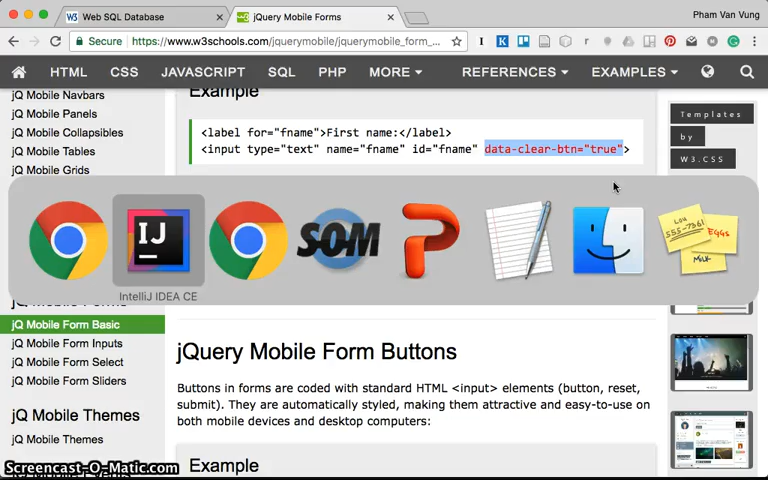 Web SQL Database
jQuery Mobile Forms
Pham Van Vung
Secure
https://www.w3schools.com/jquerymobile/jquerymobile_form_...
HTML CSS JAVASCRIPT SQL PHP MORE REFERENCES EXAMPLES
jQ Mobile Navbars
jQ Mobile Panels
jQ Mobile Collapsibles
jQ Mobile Tables
jQ Mobile Grids
Example
<label for="fname">First name:</label>
<input type="text" name="fname" id="fname" data-clear-btn="true">
Templates
by
W3.CSS
IJ
SOM
LOU
555-7361
EGGS
MILK
IntelliJ IDEA CE
jQ Mobile Form Basic
jQ Mobile Form Inputs
jQ Mobile Form Select
jQ Mobile Form Sliders
jQ Mobile Themes
jQ Mobile Themes
jQuery Mobile Form Buttons
Buttons in forms are coded with standard HTML <input> elements (button, reset,
submit). They are automatically styled, making them attractive and easy-to-use on
both mobile devices and desktop computers:
Example
Screencast-O-Matic.com